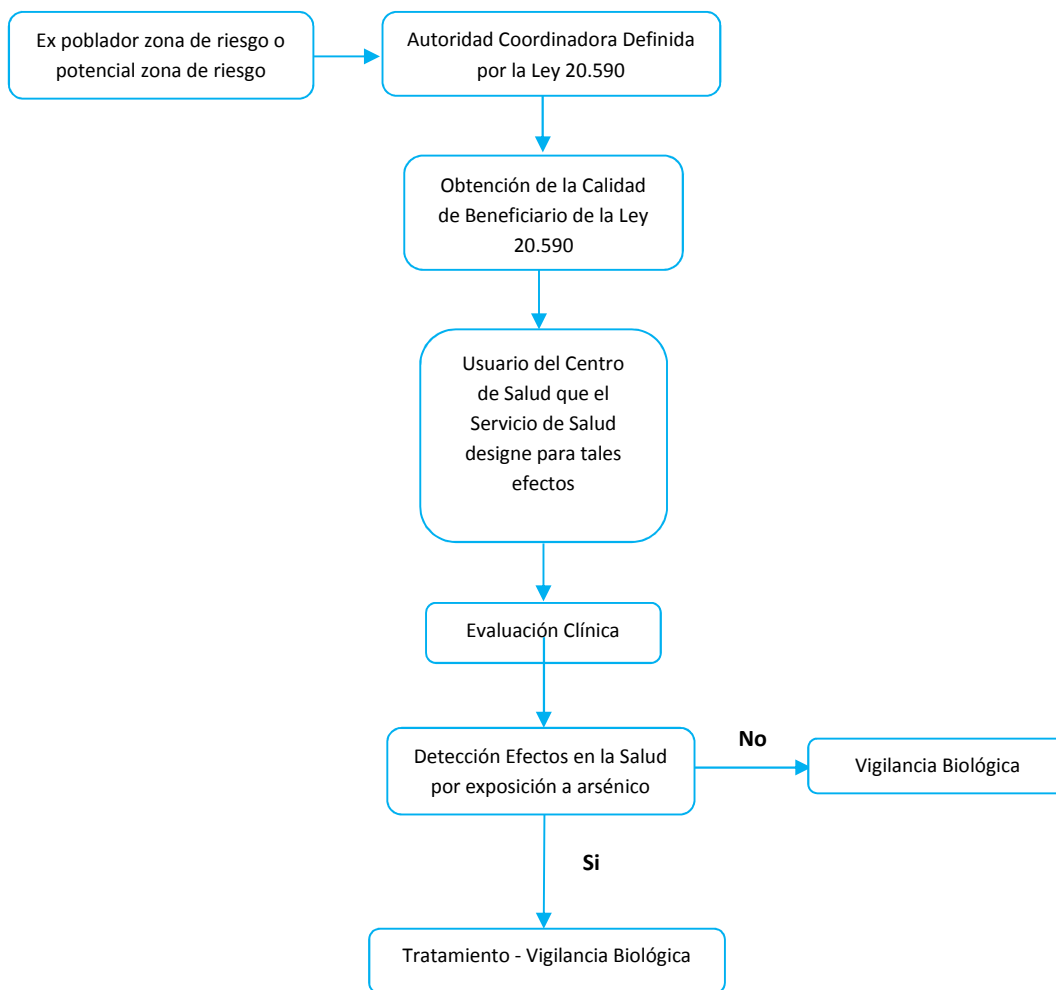 Ex poblador zona de riesgo o
potencial zona de riesgo
Autoridad Coordinadora Definida
por la Ley 20.590
Obtención de la Calidad
de Beneficiario de la Ley
20.590
Usuario del Centro
de Salud que el
Servicio de Salud
designe para tales
efectos
Evaluación Clínica
Detección Efectos en la Salud
por exposición a arsénico
No
Vigilancia Biológica
Si
Tratamiento - Vigilancia Biológica